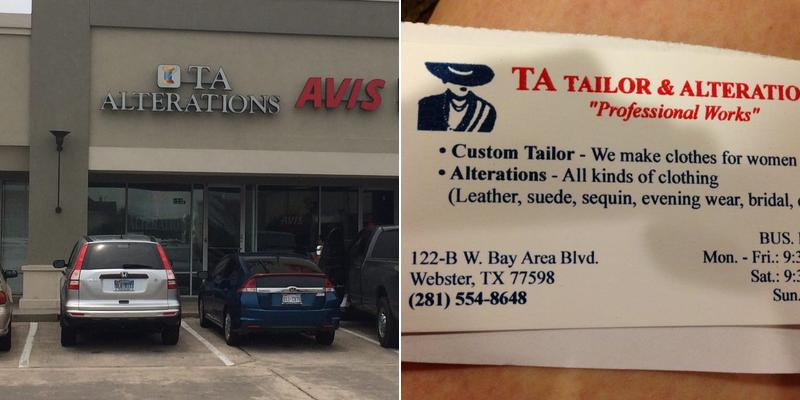 TA
ALTERATIONS
AVIS
AVIS
TA TAILOR & ALTERATIO
"Professional Works"
• Custom Tailor - We make clothes for women
• Alterations - All kinds of clothing
(Leather, suede, sequin, evening wear, bridal,
BUS.
122-B W. Bay Area Blvd.
Mon. - Fri.: 9:3
Webster, TX 77598
Sat.: 9:3
(281) 554-8648
Sun.